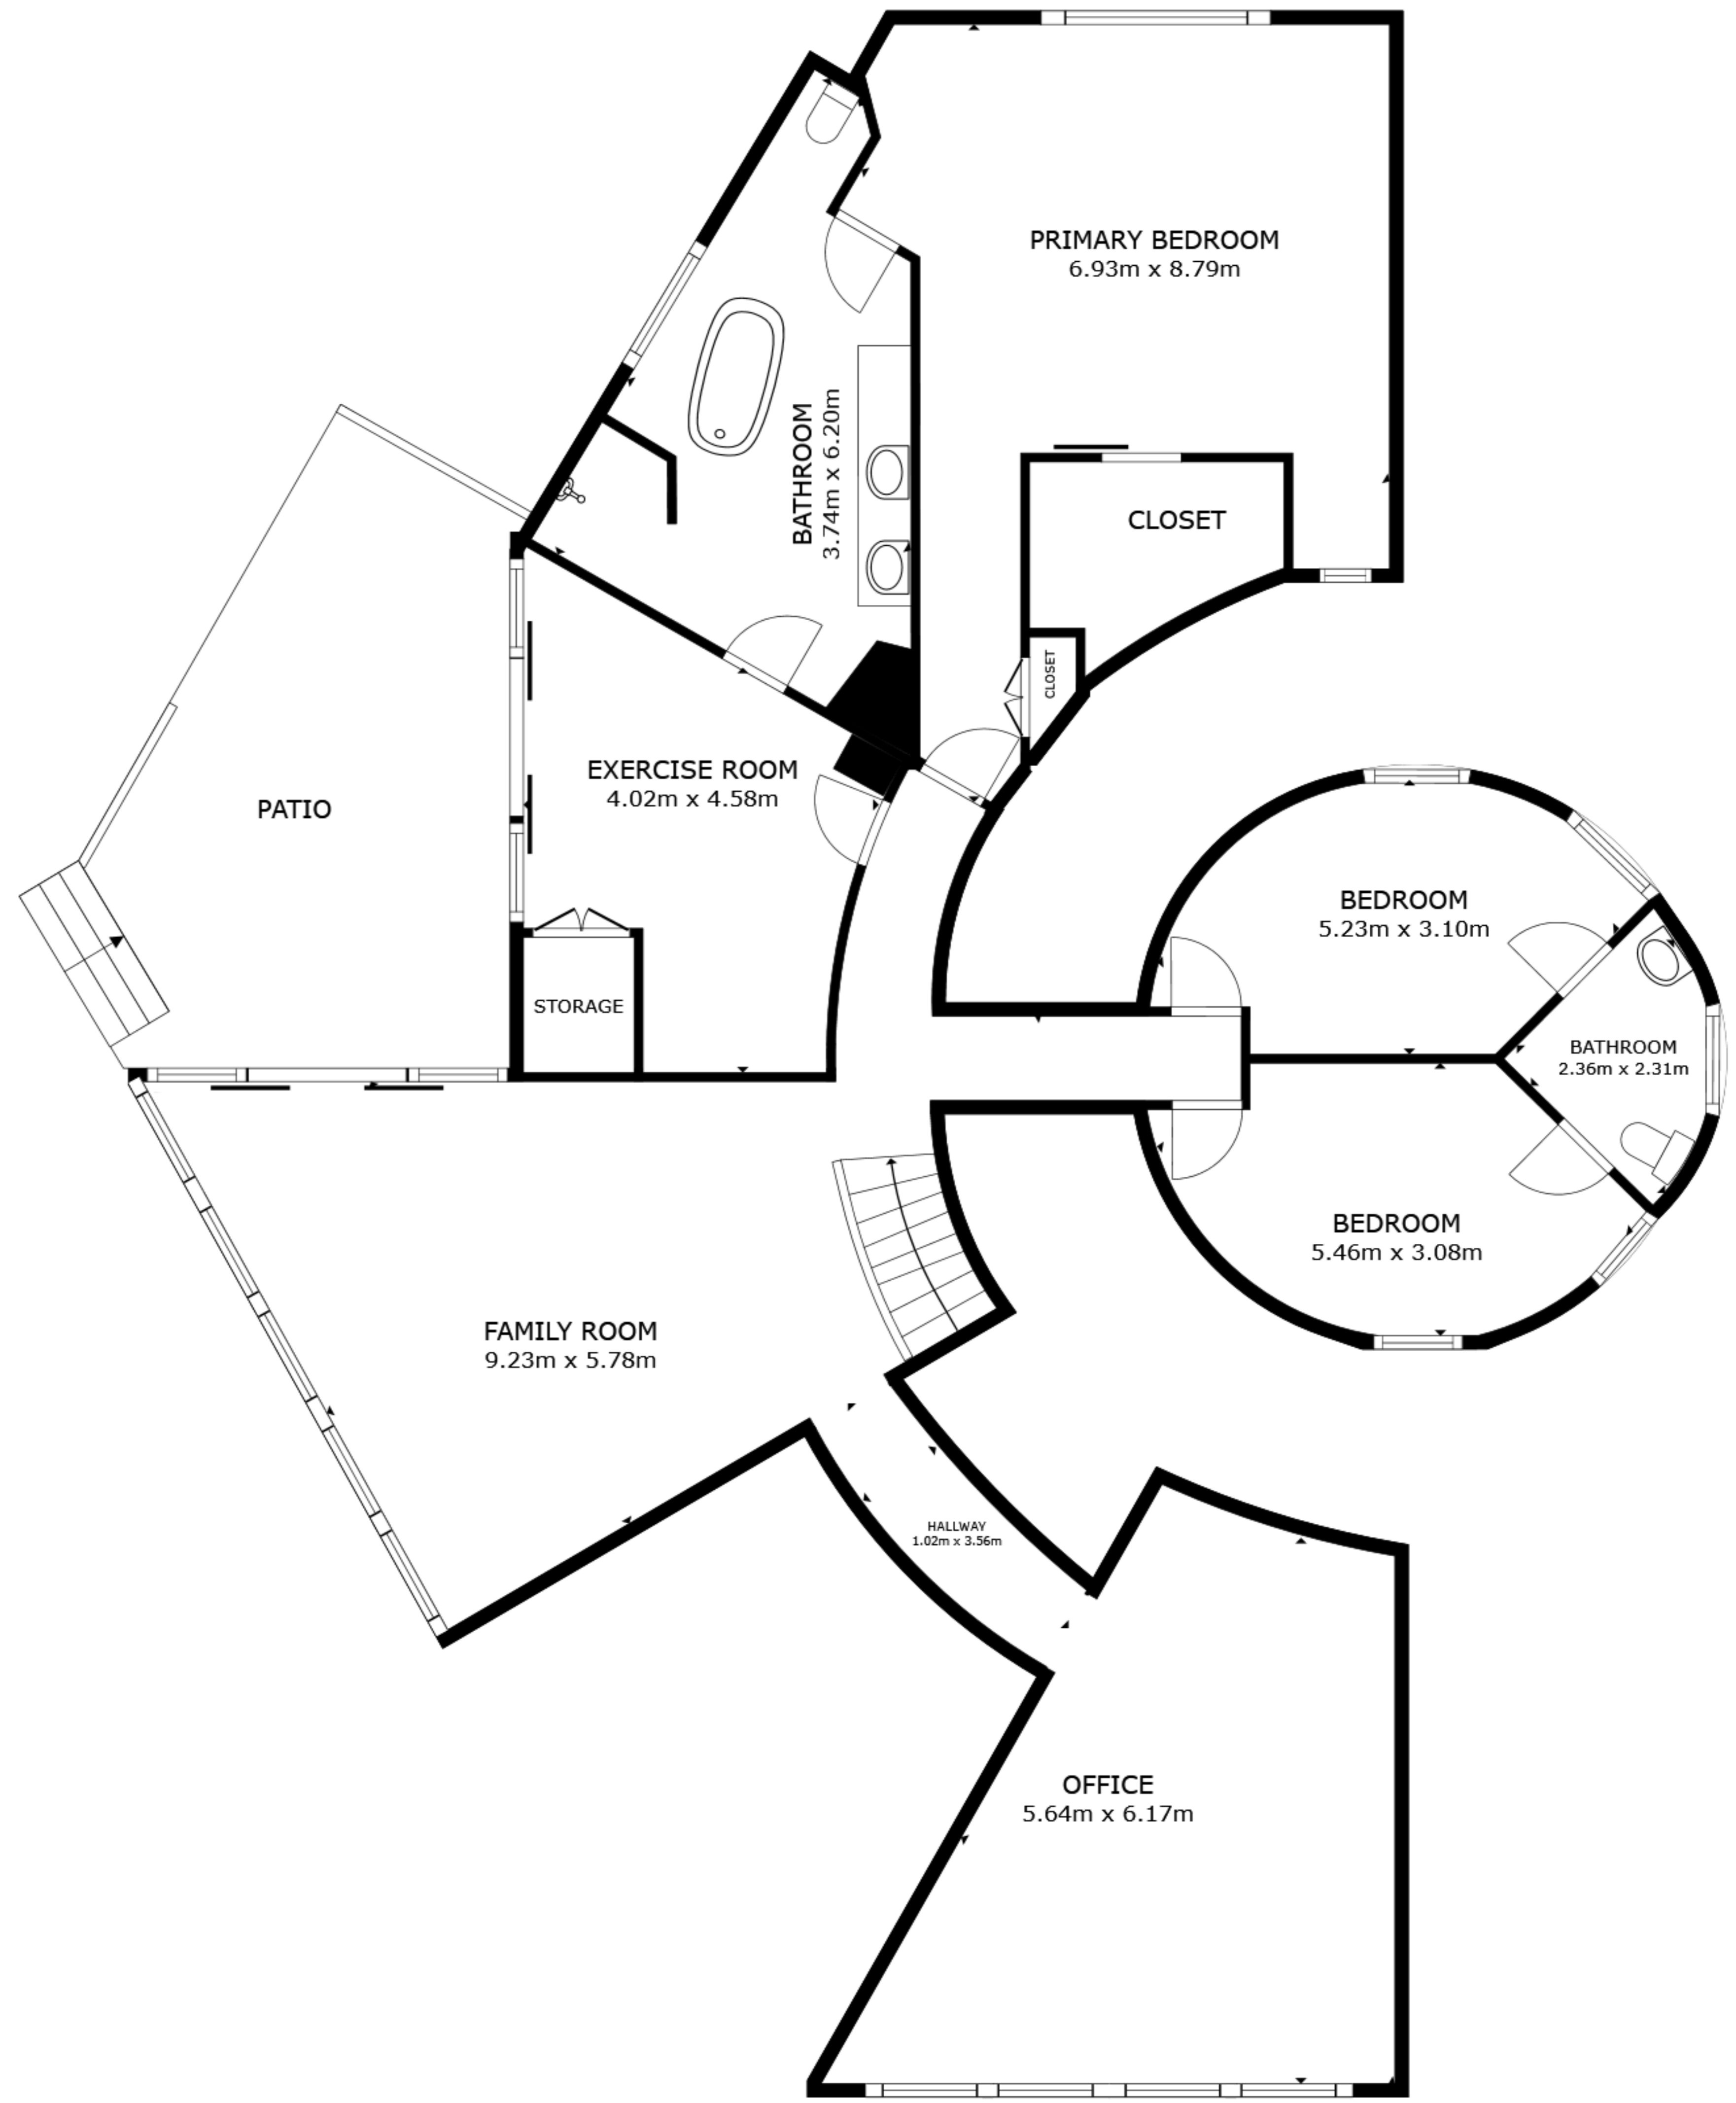 PRIMARY BEDROOM
6.93m x 8.79m
BATHROOM
3.74m x 6.20m
CLOSET
CLOSET
EXERCISE ROOM
4.02m x 4.58m
PATIO
STORAGE
BEDROOM
5.23m x 3.10m
BATHROOM
2.36m x 2.31m
BEDROOM
5.46m x 3.08m
FAMILY ROOM
9.23m x 5.78m
HALLWAY
1.02m x 3.56m
OFFICE
5.64m x 6.17m